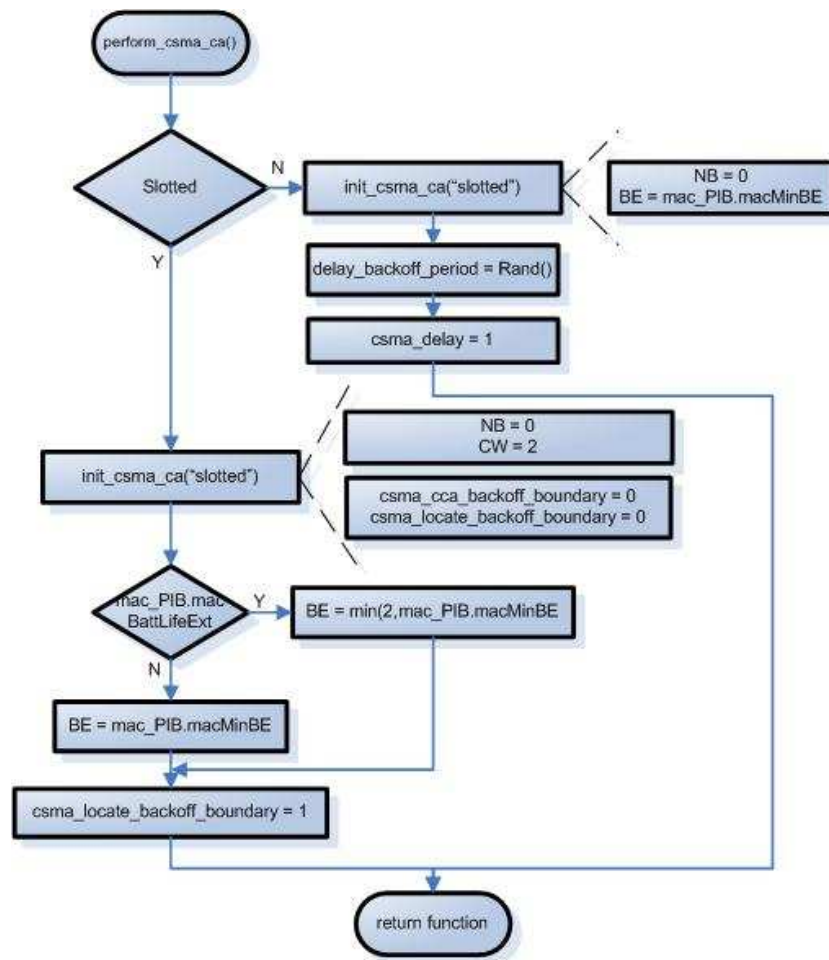 perform_csma_ca()
Slotted
N
init_csma_ca("slotted")
NB = 0
BE = mac_PIB.macMinBE
Y
delay_backoff_period = Rand()
csma_delay = 1
NB = 0
CW = 2
init_csma_ca("slotted")
csma_cca_backoff_boundary = 0
csma_locate_backoff_boundary = 0
mac_PIB.mac
BattLifeExt
Y
BE = min(2,mac_PIB.macMinBE
N
BE = mac_PIB.macMinBE
csma_locate_backoff_boundary = 1
return function